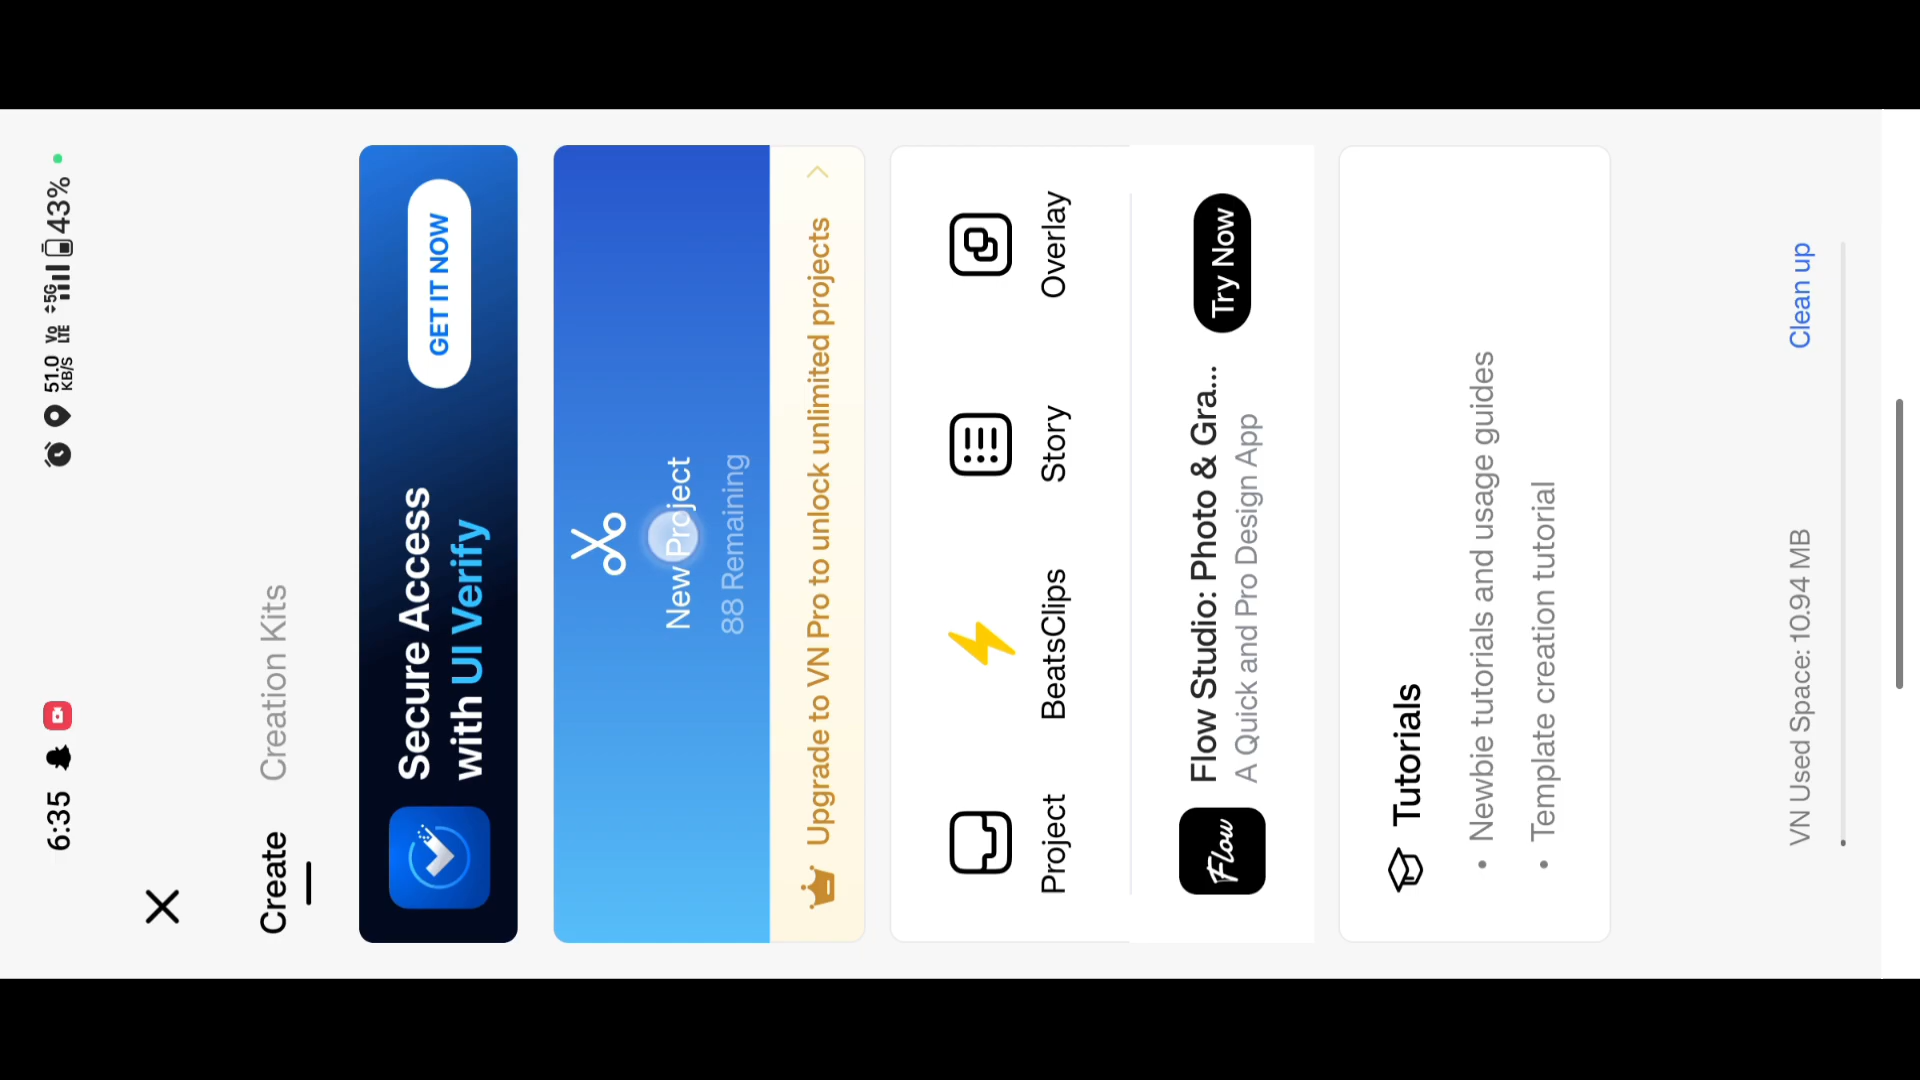 6:35
51.0 KB/S
Vo LTE
5G
43%
Create
Creation Kits
Secure Access
with UI Verify
GET IT NOW
New Project
88 Remaining
Upgrade to VN Pro to unlock unlimited projects
Project
BeatsClips
Story
Overlay
Flow
Flow Studio: Photo & Gra...
A Quick and Pro Design App
Try Now
Tutorials
• Newbie tutorials and usage guides
• Template creation tutorial
VN Used Space: 10.94 MB
Clean up